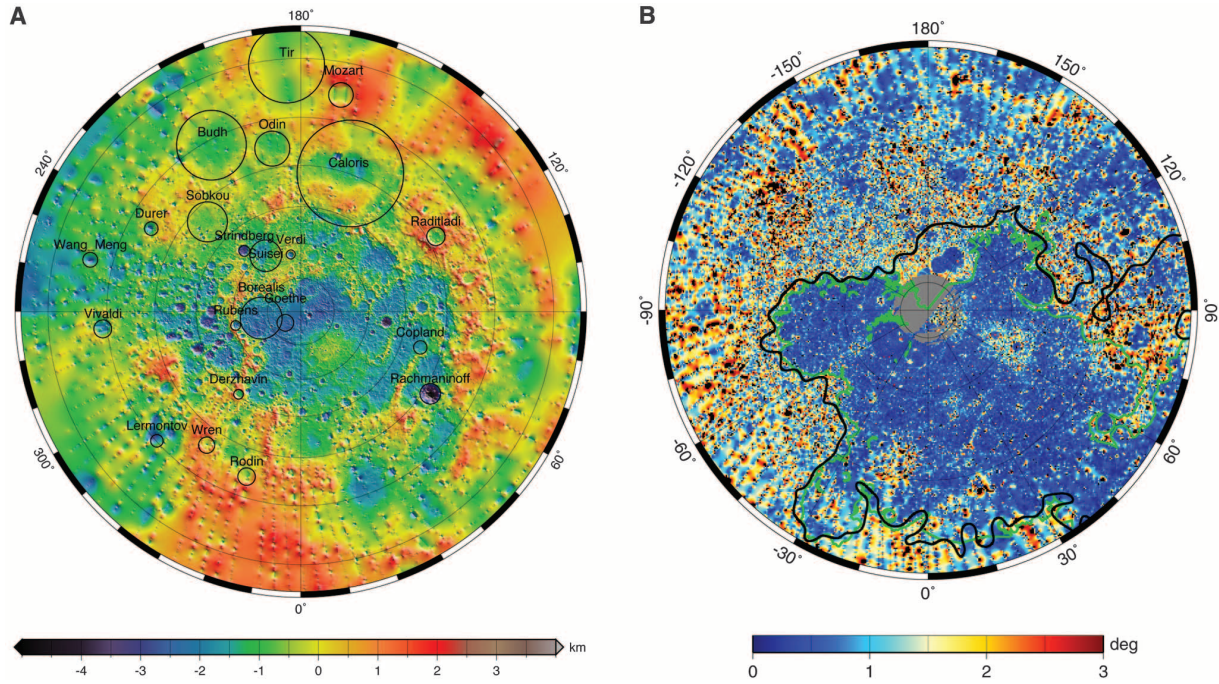 A
180°
Tir
Mozart
Budh
Odin
240°
120°
Caloris
Sobkou
Durer
Raditladi
Strindberg
Verdi
Wang_Meng
Suisei
Borealis
Goethe
Rubens
Vivaldi
Copland
Derzhavin
Rachmaninoff
Lermontov
Wren
300°
60°
Rodin
0°
-4 -3 -2 -1 0 1 2 3 km
B
180°
-150° 150°
-120° 120°
-90° 90°
-60° 60°
-30° 30°
0°
0 1 2 3 deg